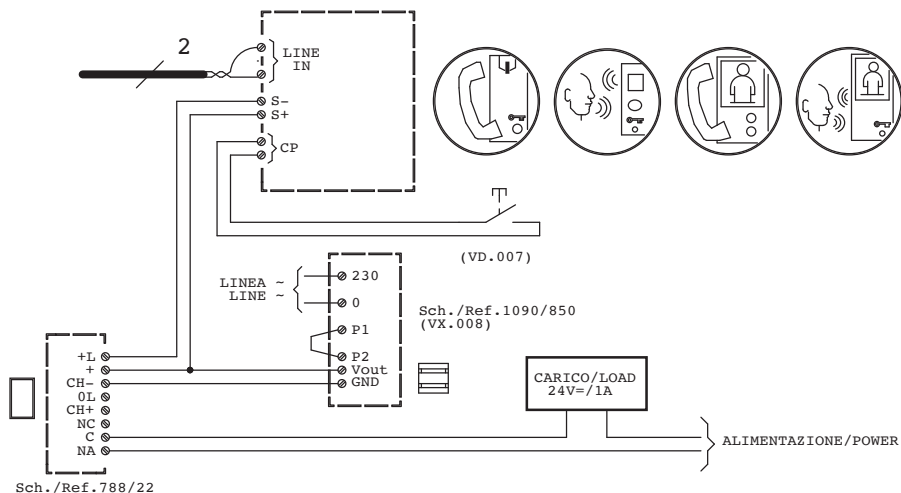 2
LINE
IN
S-
S+
CP
(VD.007)
LINEA ~
LINE ~
230
0
P1
P2
Vout
GND
Sch./Ref.1090/850
(VX.008)
+L
+
CH-
0L
CH+
NC
C
NA
Sch./Ref.788/22
CARICO/LOAD
24V=/1A
ALIMENTAZIONE/POWER